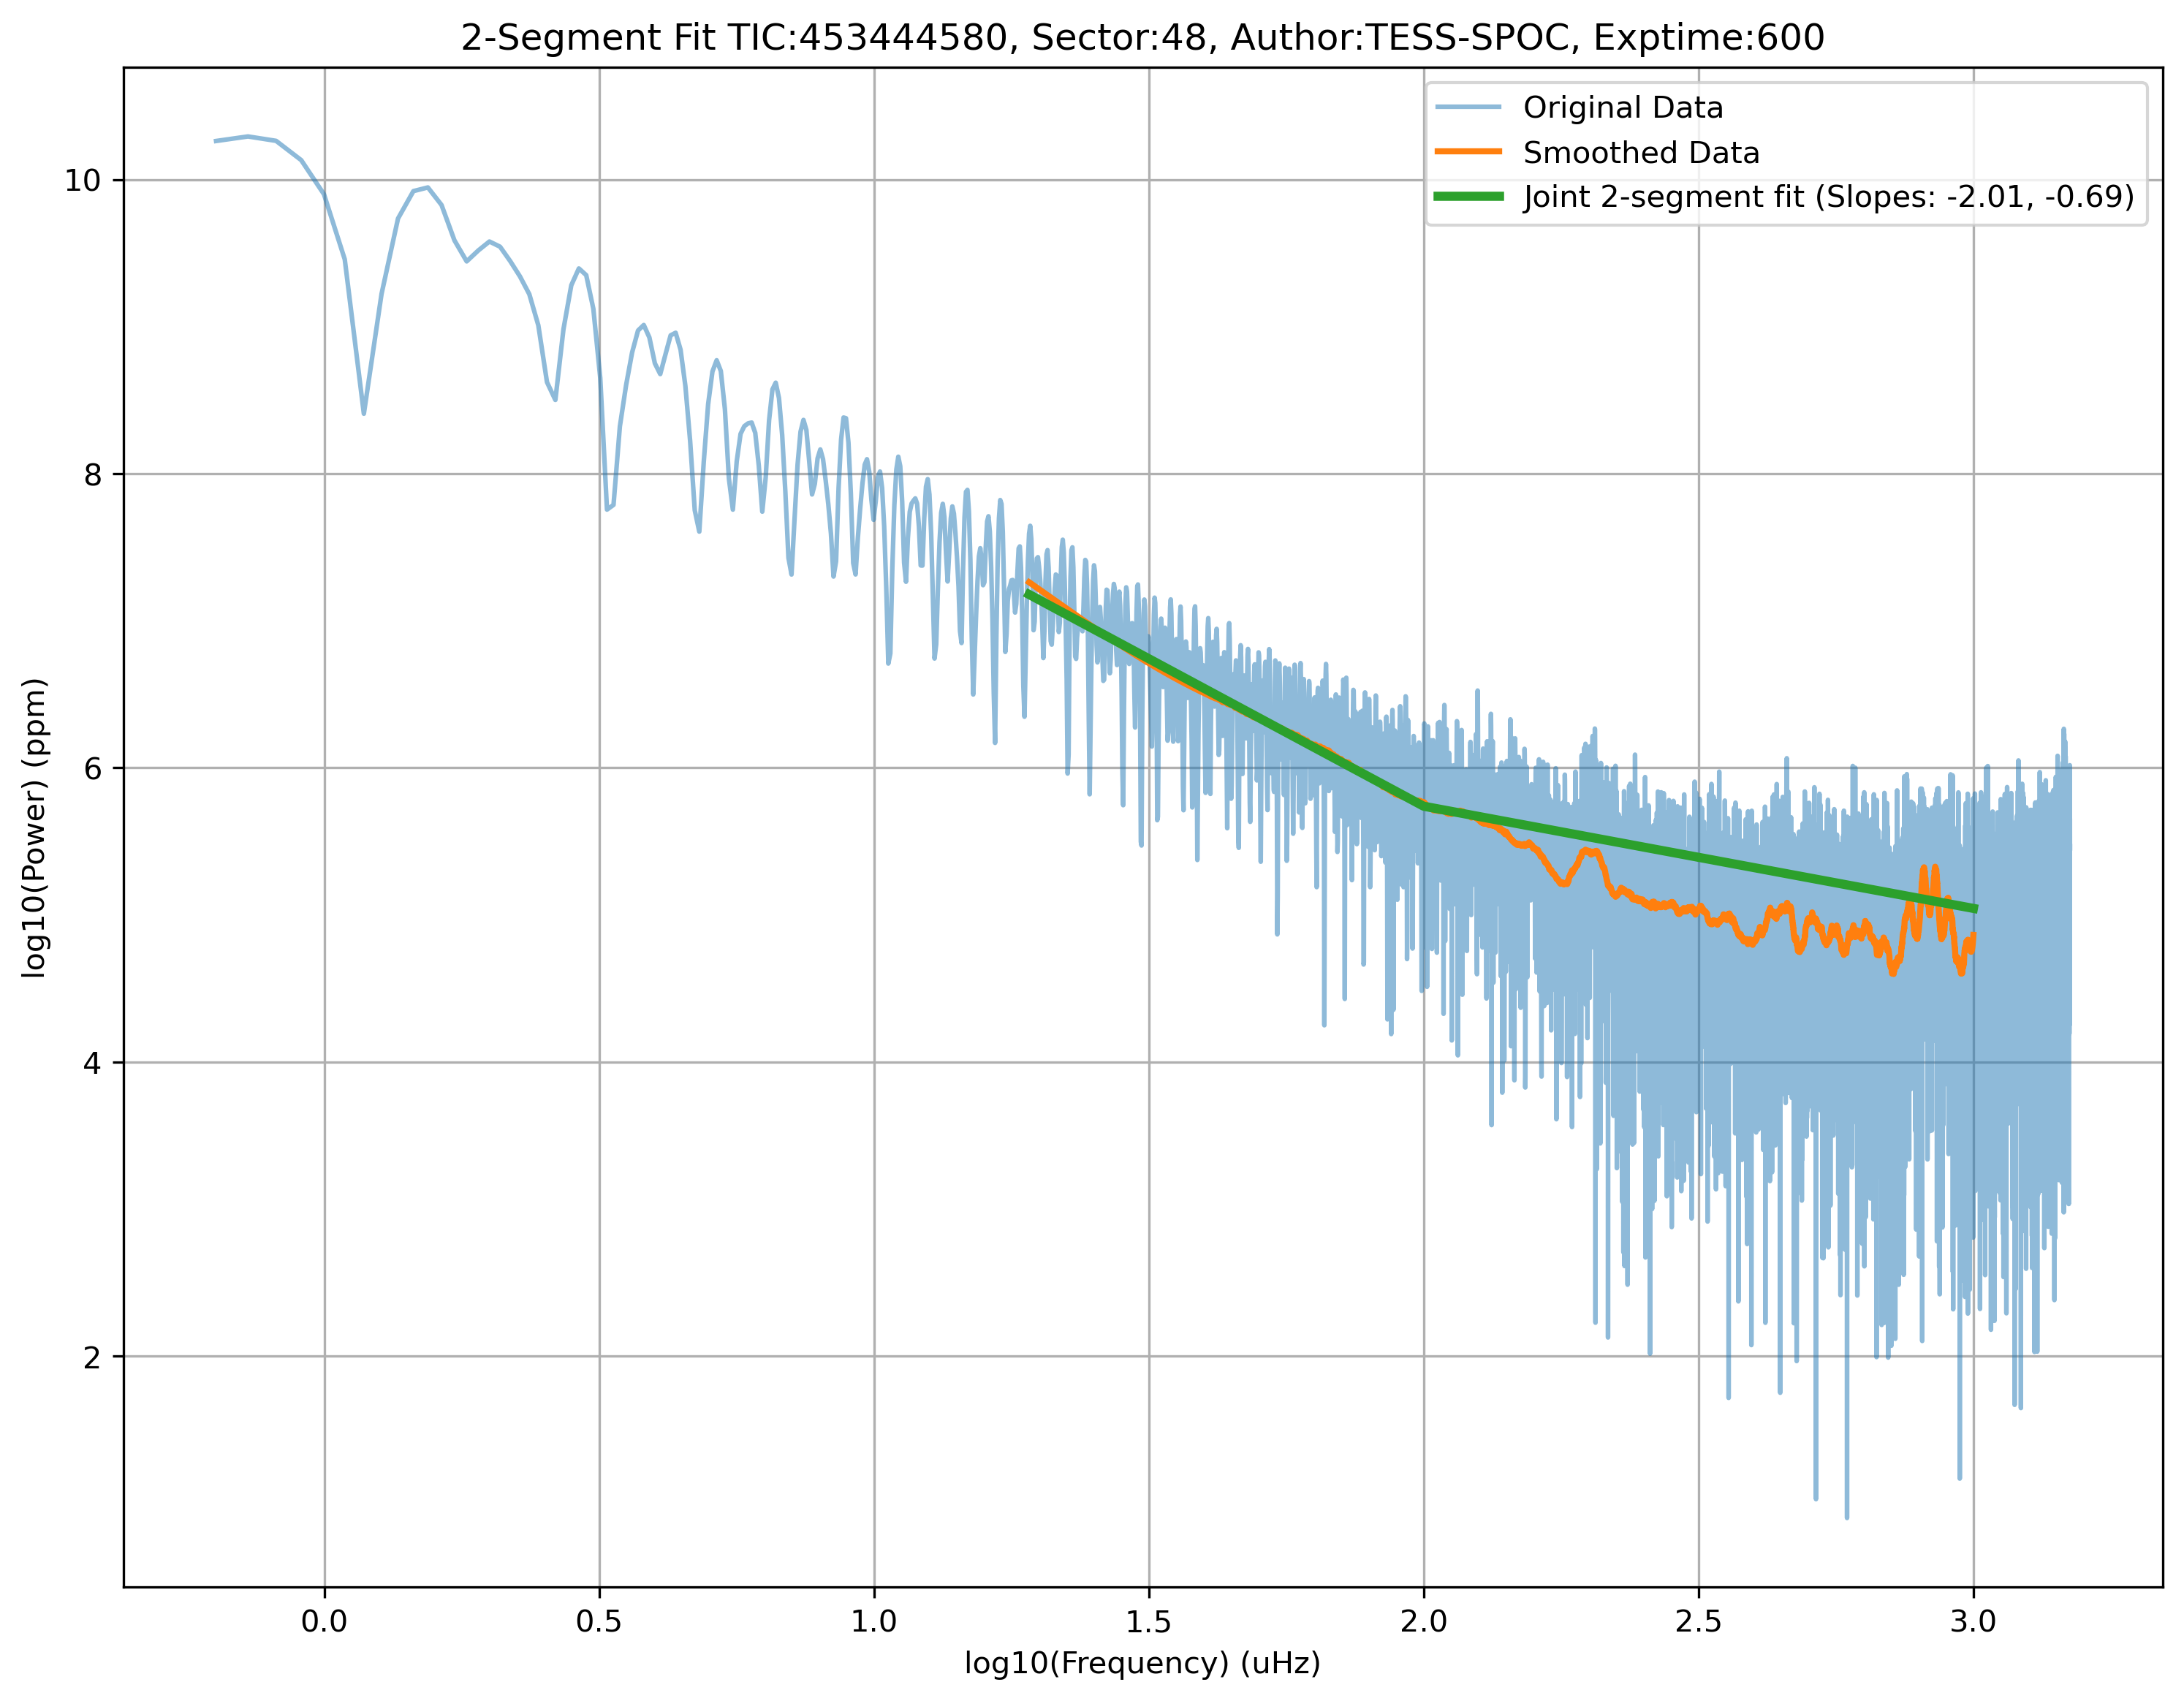 2-Segment Fit TIC:453444580, Sector:48, Author:TESS-SPOC, Exptime:600
Original Data
Smoothed Data
Joint 2-segment fit (Slopes: -2.01, -0.69)
log10(Power) (ppm)
10
8
6
4
2
0.0 0.5 1.0 1.5 2.0 2.5 3.0
log10(Frequency) (uHz)